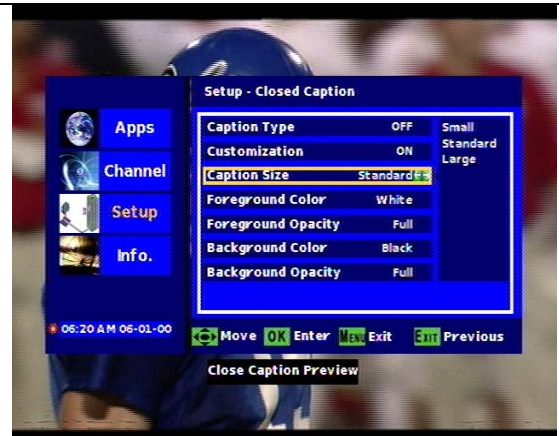 Setup - Closed Caption
Apps
Channel
Setup
Info.
Caption Type OFF
Customization ON
Caption Size Standard
Foreground Color White
Foreground Opacity Full
Background Color Black
Background Opacity Full
Small
Standard
Large
06:20 AM 06-01-00
Move OK Enter MENU Exit EXIT Previous
Close Caption Preview